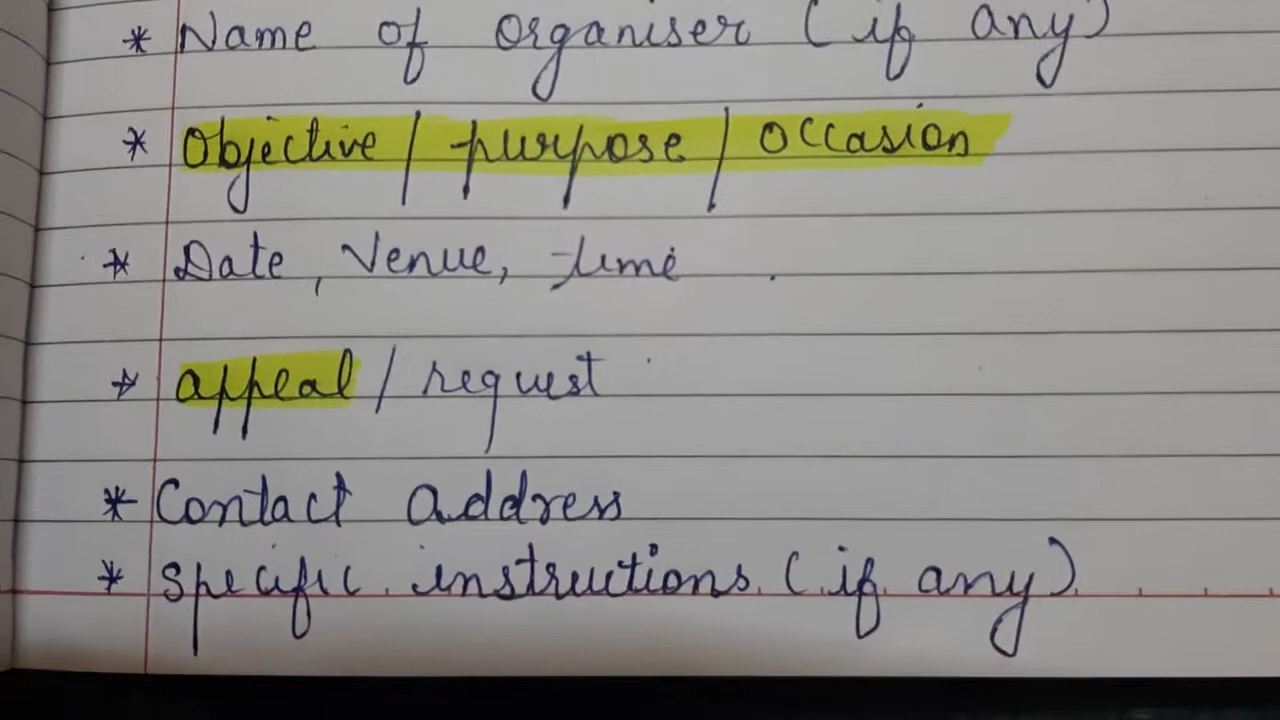 * Name of organiser (if any)
* Objective / purpose / Occasion
* Date, Venue, time
* appeal / request
* Contact address
* specific instructions (if any)